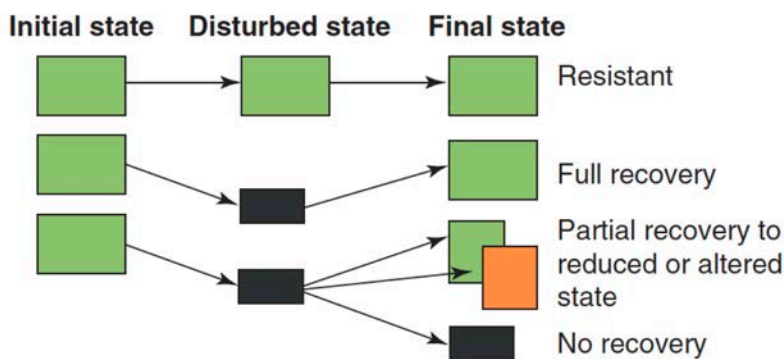 Initial state Disturbed state Final state
Resistant
Full recovery
Partial recovery to
reduced or altered
state
No recovery